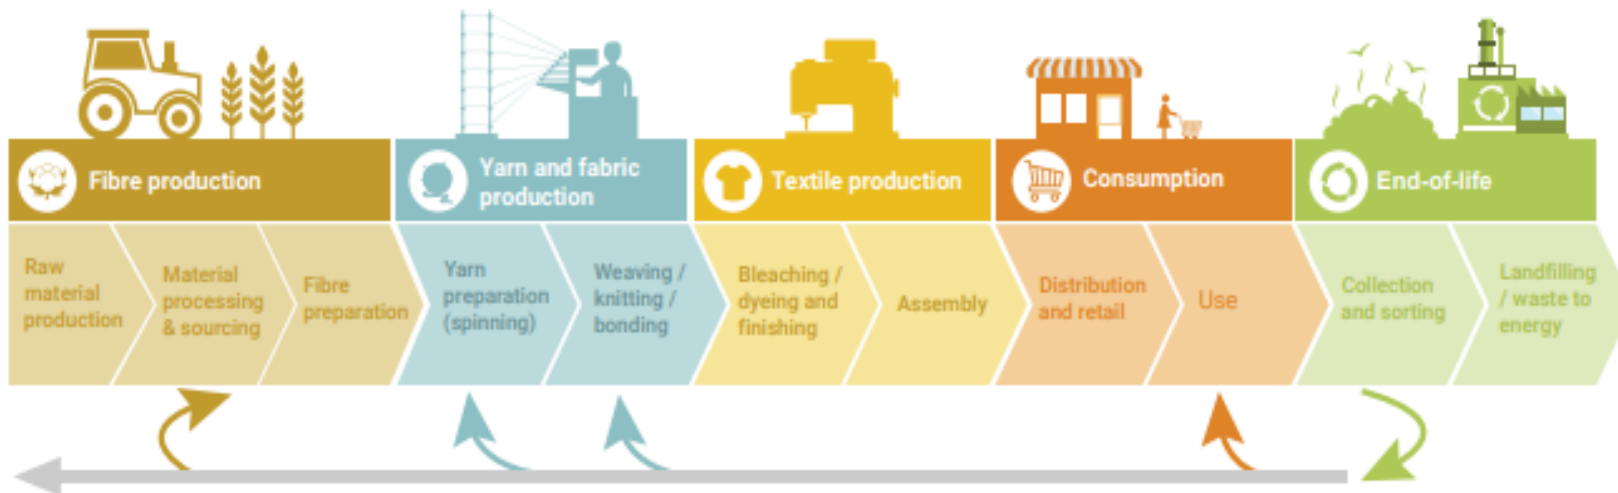 Fibre production
Yarn and fabric
production
Textile production
Consumption
End-of-life
Raw
material
production
Material
processing
& sourcing
Fibre
preparation
Yarn
preparation
(spinning)
Weaving /
knitting /
bonding
Bleaching /
dyeing and
finishing
Assembly
Distribution
and retail
Use
Collection
and sorting
Landfilling
/ waste to
energy